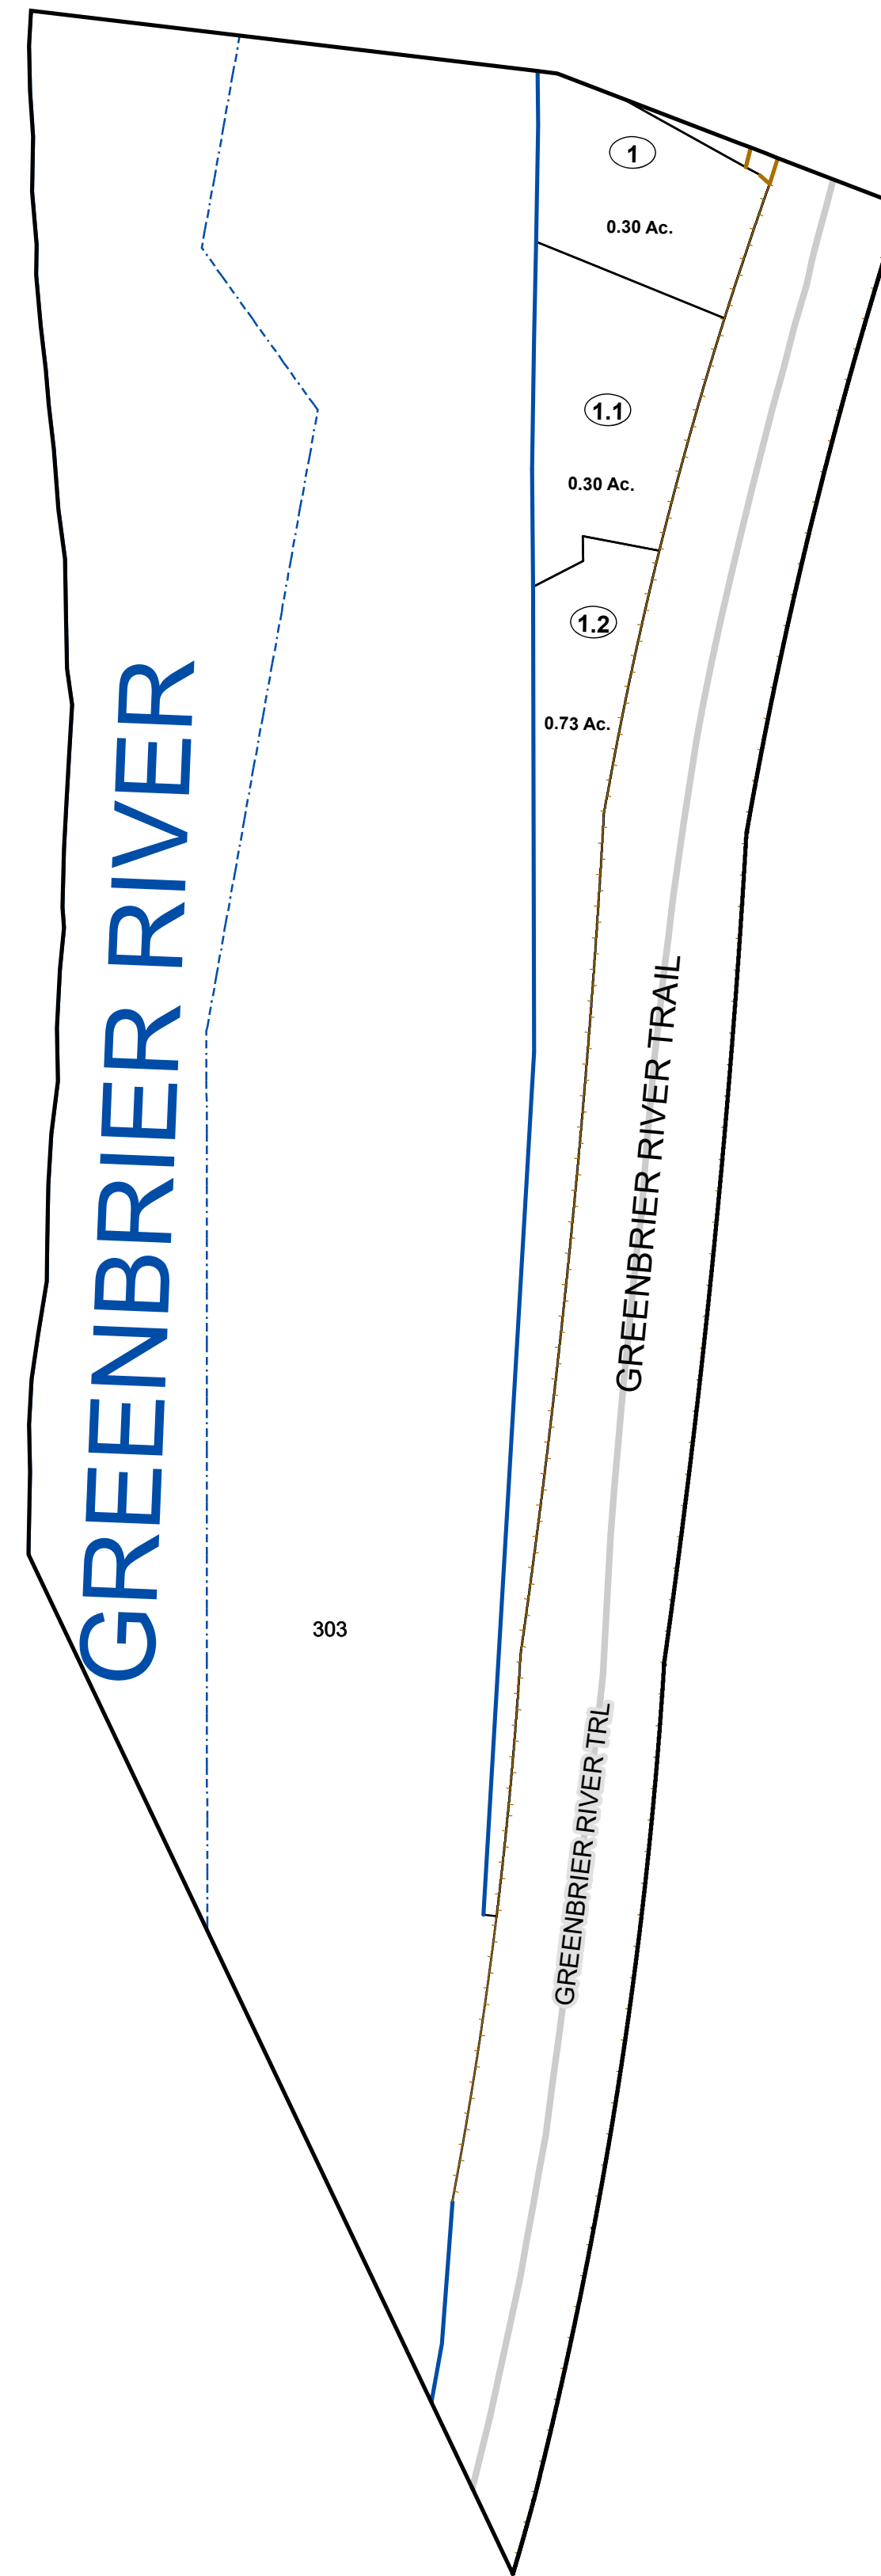 1
0.30 Ac.
1.1
0.30 Ac.
1.2
0.73 Ac.
GREENBRIER RIVER
GREENBRIER RIVER TRAIL
303
GREENBRIER RIVER TRL